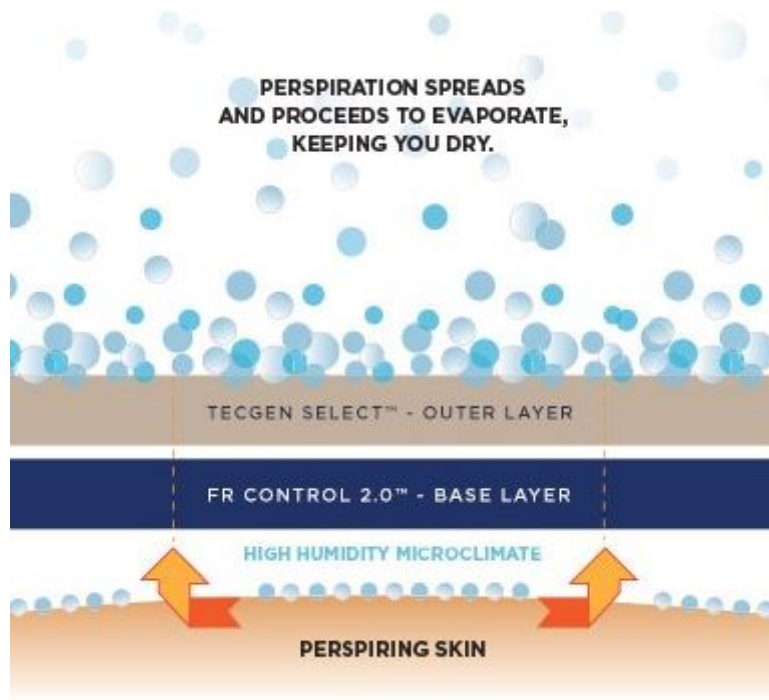 PERSPIRATION SPREADS
AND PROCEEDS TO EVAPORATE,
KEEPING YOU DRY.
TECGEN SELECT™ - OUTER LAYER
FR CONTROL 2.0™ - BASE LAYER
HIGH HUMIDITY MICROCLIMATE
PERSPIRING SKIN